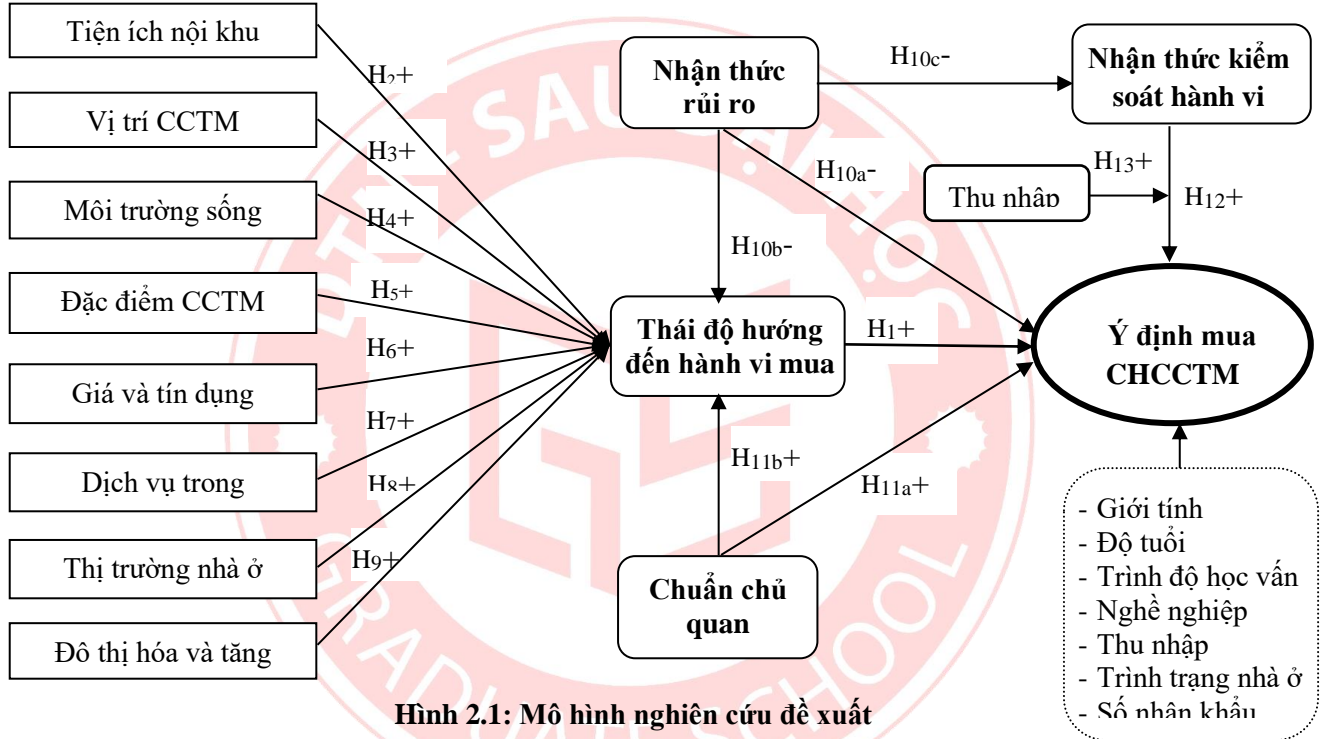 Tiện ích nội khu
Vị trí CCTM
Môi trường sống
Đặc điểm CCTM
Giá và tín dụng
Dịch vụ trong
Thị trường nhà ở
Đô thị hóa và tăng
H2+
H3+
H4+
H5+
H6+
H7+
H8+
H9+
Nhận thức
rủi ro
H10c-
Nhận thức kiểm
soát hành vi
H10a-
H13+
Thu nhập
H12+
H10b-
Thái độ hướng
đến hành vi mua
H1+
Ý định mua
CHCCTM
H11b+
H11a+
Chuẩn chủ
quan
- Giới tính
- Độ tuổi
- Trình độ học vấn
- Nghề nghiệp
- Thu nhập
- Trình trạng nhà ở
- Số nhân khẩu
Hình 2.1: Mô hình nghiên cứu đề xuất
SAU ĐẠI HỌC
GRADUATE SCHOOL